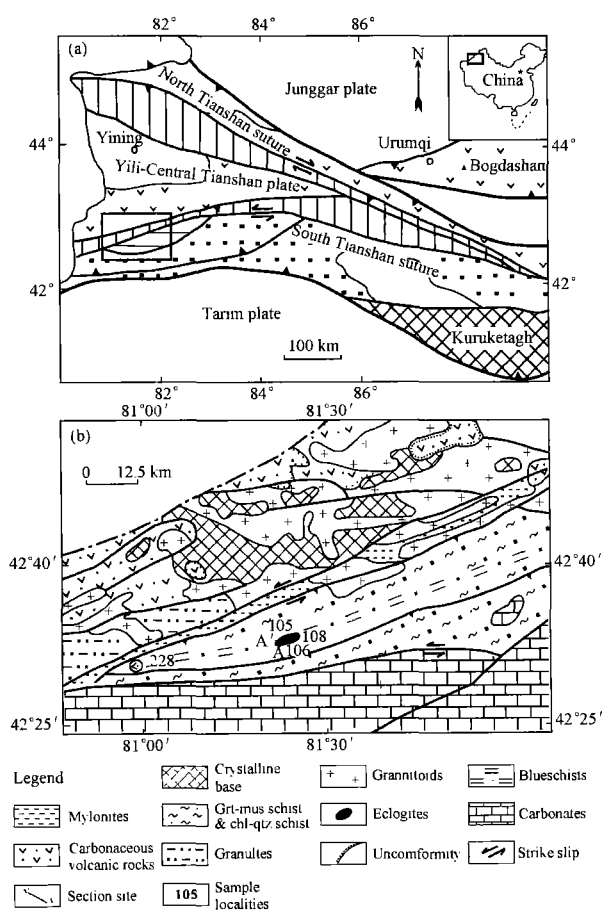 82° 84° 86°
(a)
N
Junggar plate
China
North Tianshan suture
44°
Yining
Urumqi
44°
Bogdashan
Yili-Central Tianshan plate
South Tianshan suture
42°
42°
Tarim plate
Kuruketagh
100 km
82° 84° 86°
81°00′ 81°30′
(b)
0 12.5 km
42°40′
42°40′
105
A′ 108
A 106
228
42°25′
42°25′
81°00′ 81°30′
Legend
Crystalline base
Grannitoids
Blueschists
Mylonites
Grt-mus schist & chl-qtz schist
Eclogites
Carbonates
Carbonaceous volcanic rocks
Granultes
Uncomformity
Strike slip
Section site
105
Sample localities